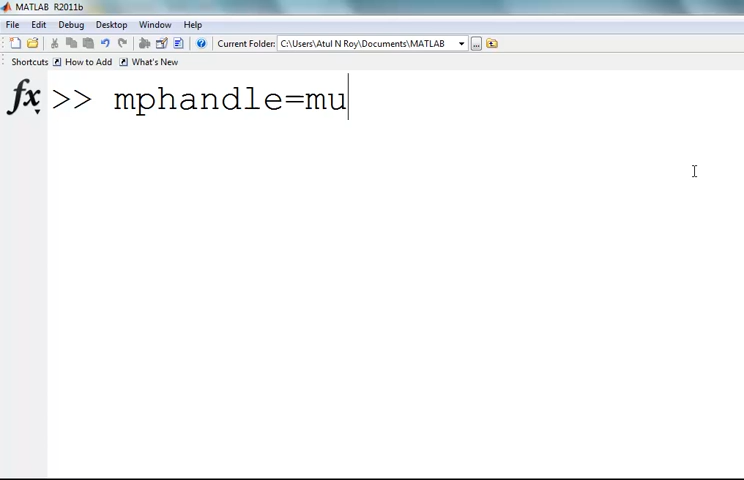 MATLAB R2011b
File Edit Debug Desktop Window Help
Current Folder: C:\Users\Atul N Roy\Documents\MATLAB ...
Shortcuts How to Add What's New
fx >> mphandle=mu